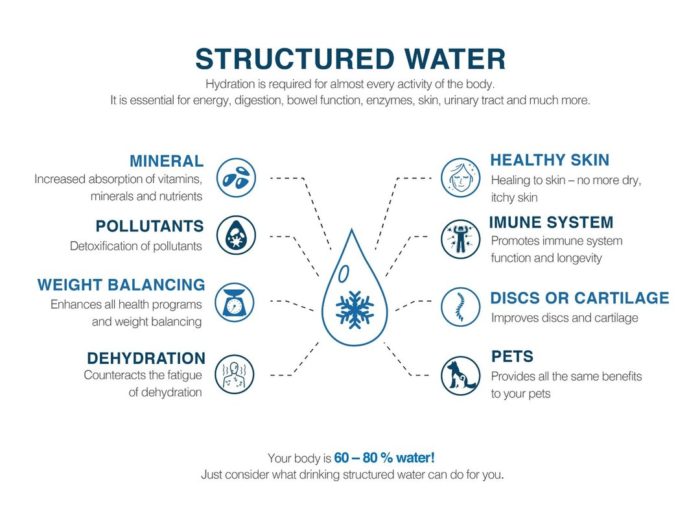 STRUCTURED WATER
Hydration is required for almost every activity of the body.
It is essential for energy, digestion, bowel function, enzymes, skin, urinary tract and much more.
MINERAL
Increased absorption of vitamins,
minerals and nutrients
POLLUTANTS
Detoxification of pollutants
WEIGHT BALANCING
Enhances all health programs
and weight balancing
DEHYDRATION
Counteracts the fatigue
of dehydration
HEALTHY SKIN
Healing to skin – no more dry,
itchy skin
IMUNE SYSTEM
Promotes immune system
function and longevity
DISCS OR CARTILAGE
Improves discs and cartilage
PETS
Provides all the same benefits
to your pets
Your body is 60 – 80 % water!
Just consider what drinking structured water can do for you.